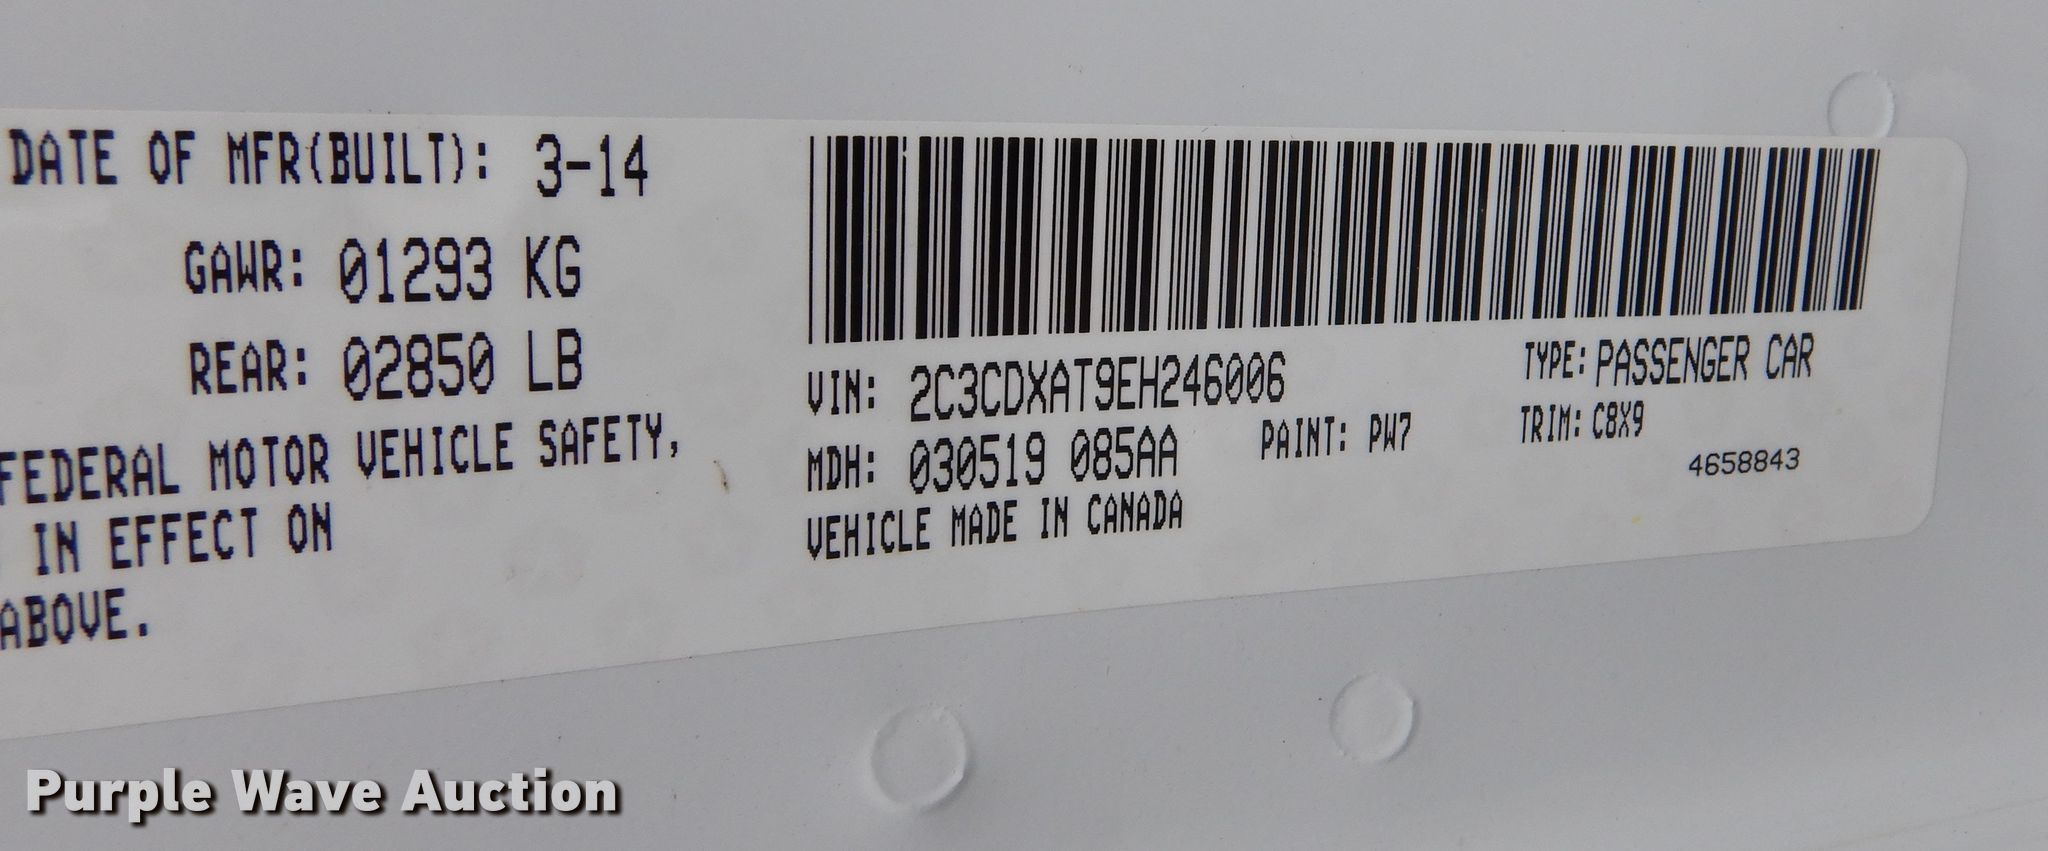 DATE OF MFR(BUILT): 3-14
GAWR: 01293 KG
REAR: 02850 LB
FEDERAL MOTOR VEHICLE SAFETY,
IN EFFECT ON
ABOVE.
VIN: 2C3CDXAT9EH246006
TYPE: PASSENGER CAR
MDH: 030519 085AA
PAINT: PW7
TRIM: C8X9
VEHICLE MADE IN CANADA
4658843
Purple Wave Auction